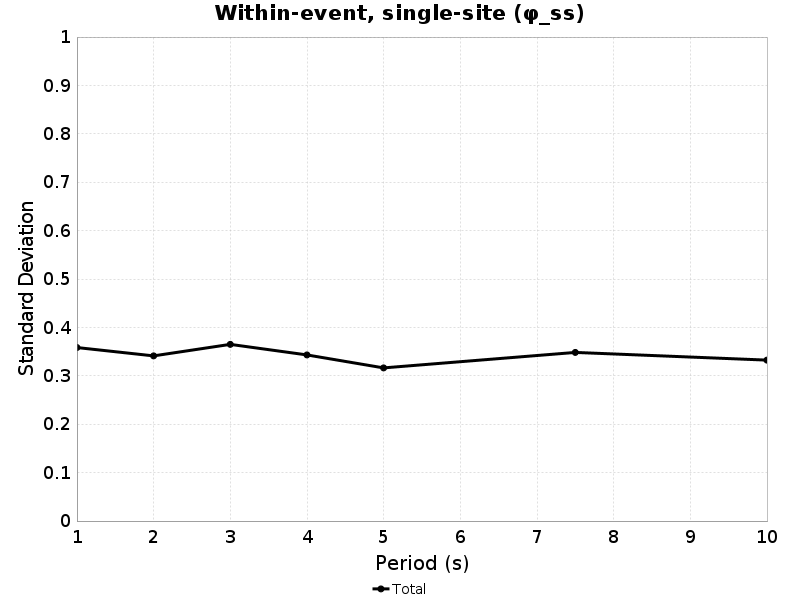 Within-event, single-site (φ_ss)
1
0.9
0.8
0.7
0.6
0.5
0.4
0.3
0.2
0.1
0
Standard Deviation
1 2 3 4 5 6 7 8 9 10
Period (s)
Total